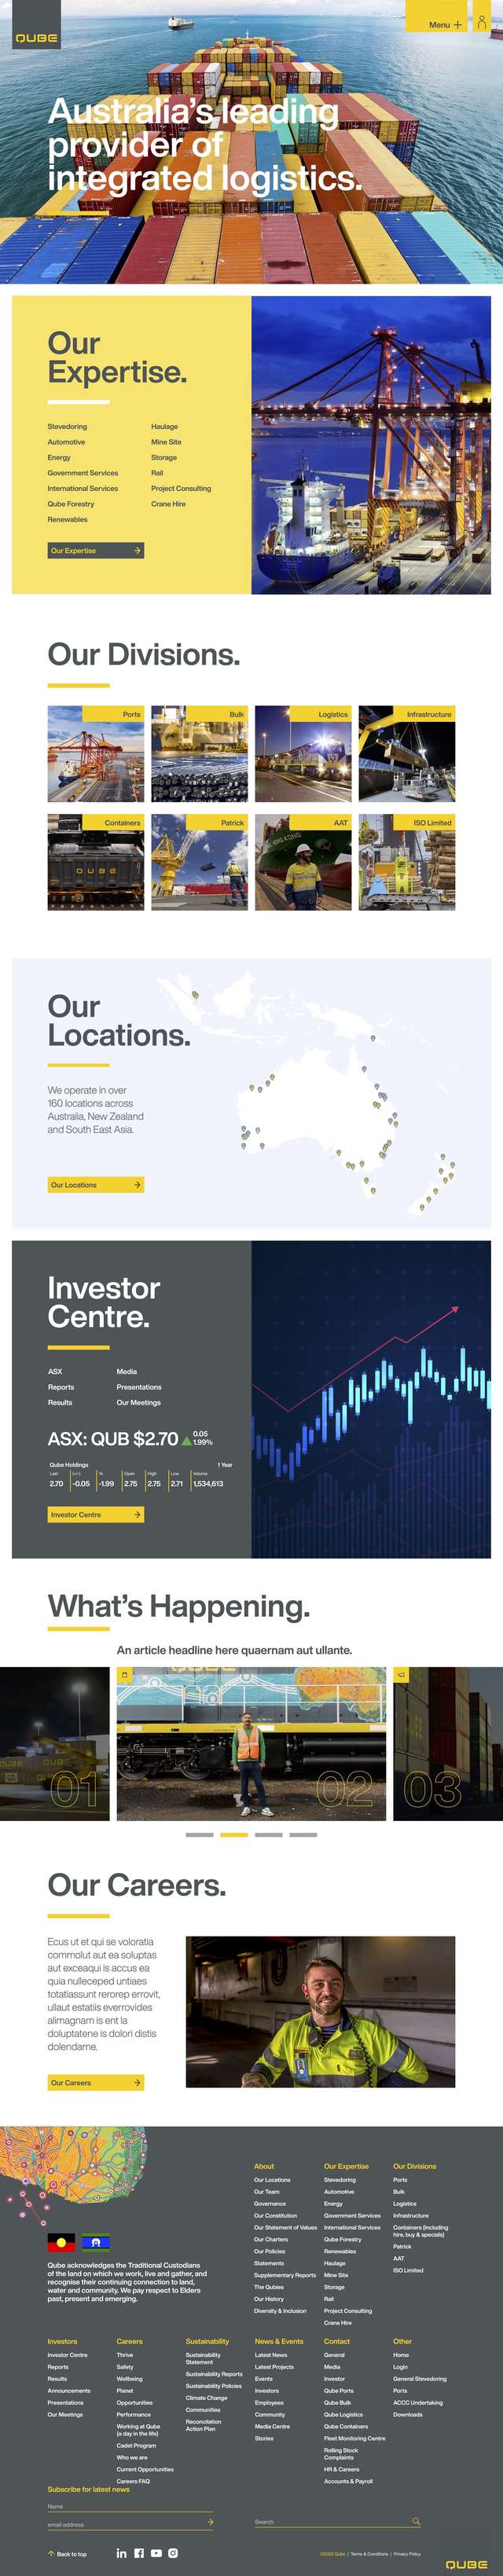 QUBE
Menu +
Australia's leading
provider of
integrated logistics.
Our
Expertise.
Stevedoring
Haulage
Automotive
Mine Site
Energy
Storage
Government Services
Rail
International Services
Project Consulting
Qube Forestry
Crane Hire
Renewables
Our Expertise →
Our Divisions.
Ports
Bulk
Logistics
Infrastructure
Containers
Patrick
AAT
ISO Limited
QUBE
HONG KONG
Our
Locations.
We operate in over
160 locations across
Australia, New Zealand
and South East Asia.
Our Locations →
Investor
Centre.
ASX
Media
Reports
Presentations
Results
Our Meetings
ASX: QUB $2.70 ▲ 0.05
1.99%
Qube Holdings
1 Year
Last
(+/-)
%
Open
High
Low
Volume
2.70
-0.05
-1.99
2.75
2.75
2.71
1,534,613
Investor Centre →
What's Happening.
An article headline here quaernam aut ullante.
QUBE
QUBE
01
02
03
Our Careers.
Ecus ut et qui se voloratia
commolut aut ea soluptas
aut exceaqui is accus ea
quia nulleceped untiaes
totatiassunt rerorep errovit,
ullaut estatiis everrovides
alimagnam is ent la
doluptatene is dolori distis
dolendame.
Our Careers →
Qube acknowledges the Traditional Custodians
of the land on which we work, live and gather, and
recognise their continuing connection to land,
water and community. We pay respect to Elders
past, present and emerging.
About
Our Locations
Our Team
Governance
Our Constitution
Our Statement of Values
Our Charters
Our Policies
Statements
Supplementary Reports
The Qubies
Our History
Diversity & Inclusion
Our Expertise
Stevedoring
Automotive
Energy
Government Services
International Services
Qube Forestry
Renewables
Haulage
Mine Site
Storage
Rail
Project Consulting
Crane Hire
Our Divisions
Ports
Bulk
Logistics
Infrastructure
Containers (Including
hire, buy & specials)
Patrick
AAT
ISO Limited
Investors
Investor Centre
Reports
Results
Announcements
Presentations
Our Meetings
Careers
Thrive
Safety
Wellbeing
Planet
Opportunities
Performance
Working at Qube
(a day in the life)
Cadet Program
Who we are
Current Opportunities
Careers FAQ
Sustainability
Sustainability
Statement
Sustainability Reports
Sustainability Policies
Climate Change
Communities
Reconcilation
Action Plan
News & Events
Latest News
Latest Projects
Events
Investors
Employees
Community
Media Centre
Stories
Contact
General
Media
Investor
Qube Ports
Qube Bulk
Qube Logistics
Qube Containers
Fleet Monitoring Centre
Rolling Stock
Complaints
HR & Careers
Accounts & Payroll
Other
Home
Login
General Stevedoring
Ports
ACCC Undertaking
Downloads
Subscribe for latest news
Name
email address →
Search
Back to top
in
©2023 Qube | Terms & Conditions | Privacy Policy
QUBE